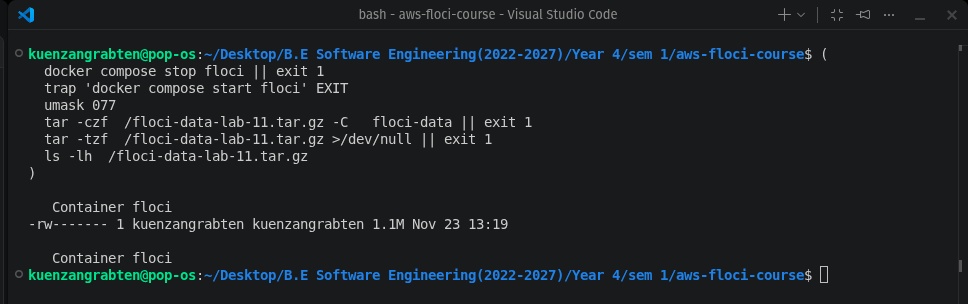 bash - aws-floci-course - Visual Studio Code
kuenzangrabten@pop-os:~/Desktop/B.E Software Engineering(2022-2027)/Year 4/sem 1/aws-floci-course$ (
docker compose stop floci || exit 1
trap 'docker compose start floci' EXIT
umask 077
tar -czf /floci-data-lab-11.tar.gz -C floci-data || exit 1
tar -tzf /floci-data-lab-11.tar.gz >/dev/null || exit 1
ls -lh /floci-data-lab-11.tar.gz
)
Container floci
-rw------- 1 kuenzangrabten kuenzangrabten 1.1M Nov 23 13:19
Container floci
kuenzangrabten@pop-os:~/Desktop/B.E Software Engineering(2022-2027)/Year 4/sem 1/aws-floci-course$